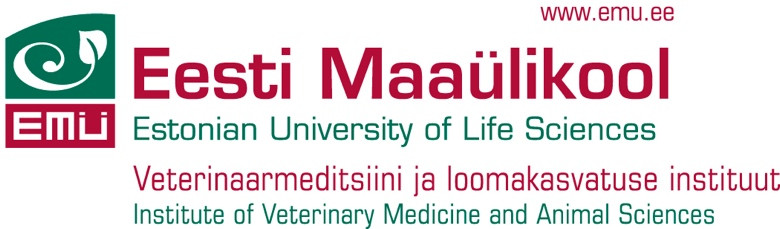 www.emu.ee
Eesti Maaülikool
EMÜ
Estonian University of Life Sciences
Veterinaarmeditsiini ja loomakasvatuse instituut
Institute of Veterinary Medicine and Animal Sciences